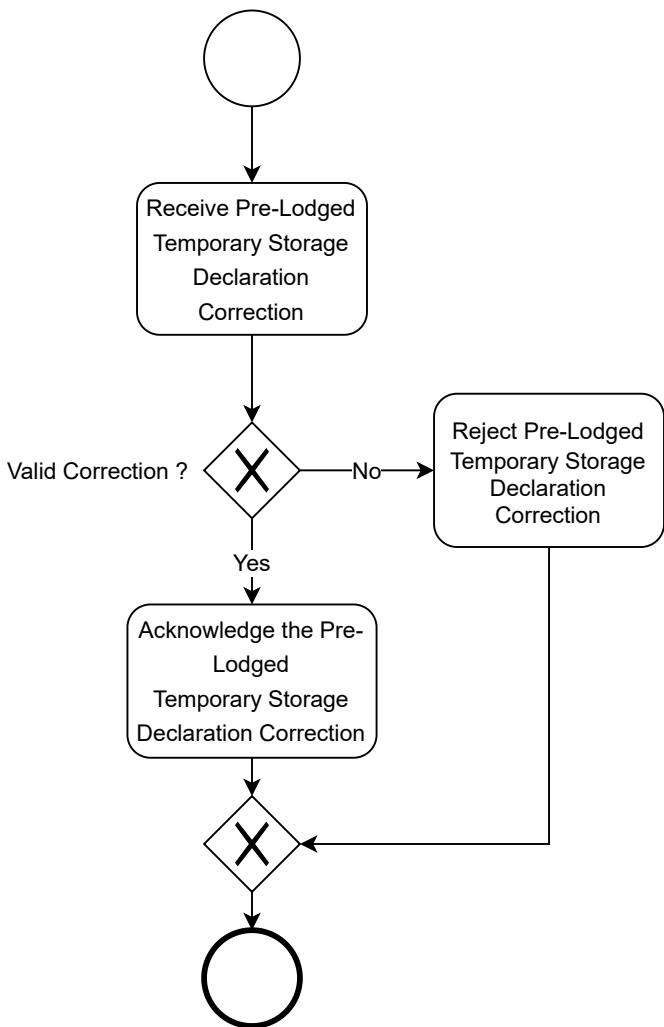 Receive Pre-Lodged
Temporary Storage
Declaration
Correction
Valid Correction ?
No
Reject Pre-Lodged
Temporary Storage
Declaration
Correction
Yes
Acknowledge the Pre-
Lodged
Temporary Storage
Declaration Correction